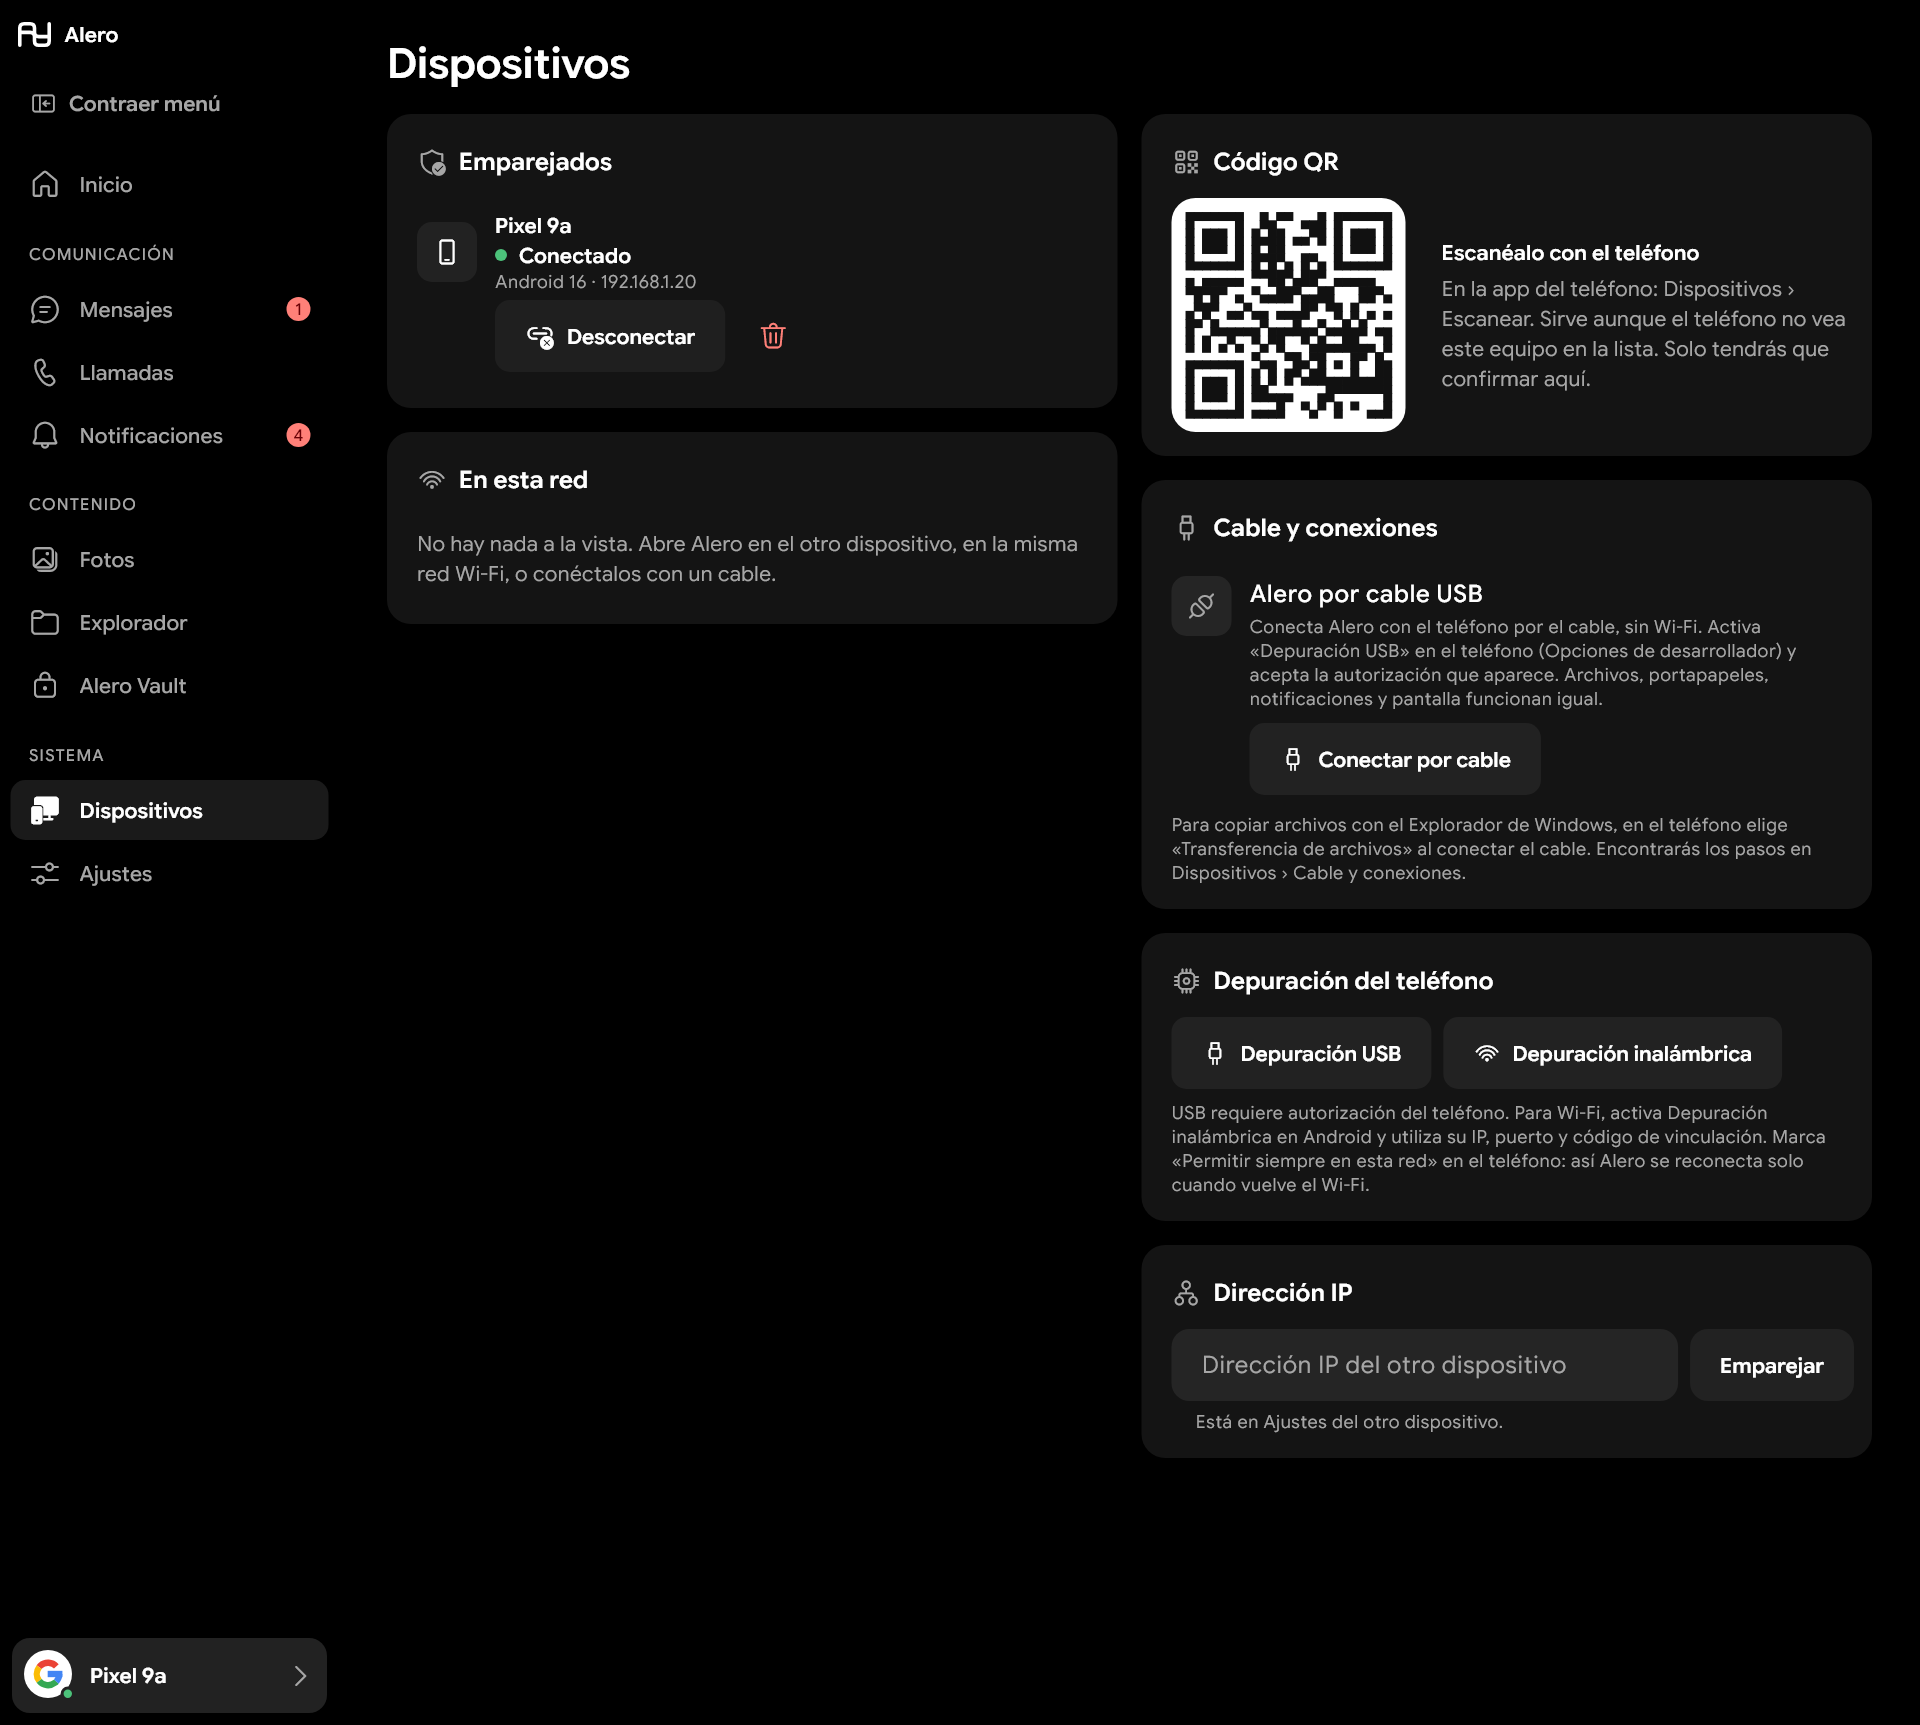 Alero
Contraer menú
Inicio
COMUNICACIÓN
Mensajes 1
Llamadas
Notificaciones 4
CONTENIDO
Fotos
Explorador
Alero Vault
SISTEMA
Dispositivos
Ajustes
Pixel 9a
Dispositivos
Emparejados
Pixel 9a
Conectado
Android 16 · 192.168.1.20
Desconectar
En esta red
No hay nada a la vista. Abre Alero en el otro dispositivo, en la misma
red Wi-Fi, o conéctalos con un cable.
Código QR
Escanéalo con el teléfono
En la app del teléfono: Dispositivos ›
Escanear. Sirve aunque el teléfono no vea
este equipo en la lista. Solo tendrás que
confirmar aquí.
Cable y conexiones
Alero por cable USB
Conecta Alero con el teléfono por el cable, sin Wi-Fi. Activa
«Depuración USB» en el teléfono (Opciones de desarrollador) y
acepta la autorización que aparece. Archivos, portapapeles,
notificaciones y pantalla funcionan igual.
Conectar por cable
Para copiar archivos con el Explorador de Windows, en el teléfono elige
«Transferencia de archivos» al conectar el cable. Encontrarás los pasos en
Dispositivos › Cable y conexiones.
Depuración del teléfono
Depuración USB
Depuración inalámbrica
USB requiere autorización del teléfono. Para Wi-Fi, activa Depuración
inalámbrica en Android y utiliza su IP, puerto y código de vinculación. Marca
«Permitir siempre en esta red» en el teléfono: así Alero se reconecta solo
cuando vuelve el Wi-Fi.
Dirección IP
Dirección IP del otro dispositivo
Emparejar
Está en Ajustes del otro dispositivo.